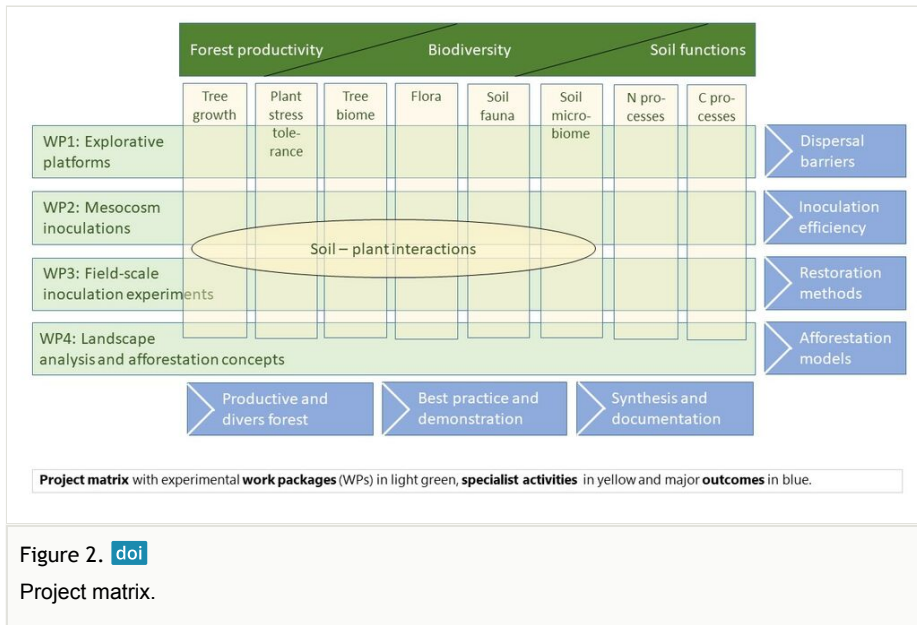 Forest productivity
Biodiversity
Soil functions
Tree
growth
Plant
stress
tole-
rance
Tree
biome
Flora
Soil
fauna
Soil
micro-
biome
N pro-
cesses
C pro-
cesses
WP1: Explorative
platforms
Dispersal
barriers
WP2: Mesocosm
inoculations
Inoculation
efficiency
Soil – plant interactions
WP3: Field-scale
inoculation experiments
Restoration
methods
WP4: Landscape
analysis and afforestation concepts
Afforestation
models
Productive and
divers forest
Best practice and
demonstration
Synthesis and
documentation
Project matrix with experimental work packages (WPs) in light green, specialist activities in yellow and major outcomes in blue.
Figure 2. doi
Project matrix.